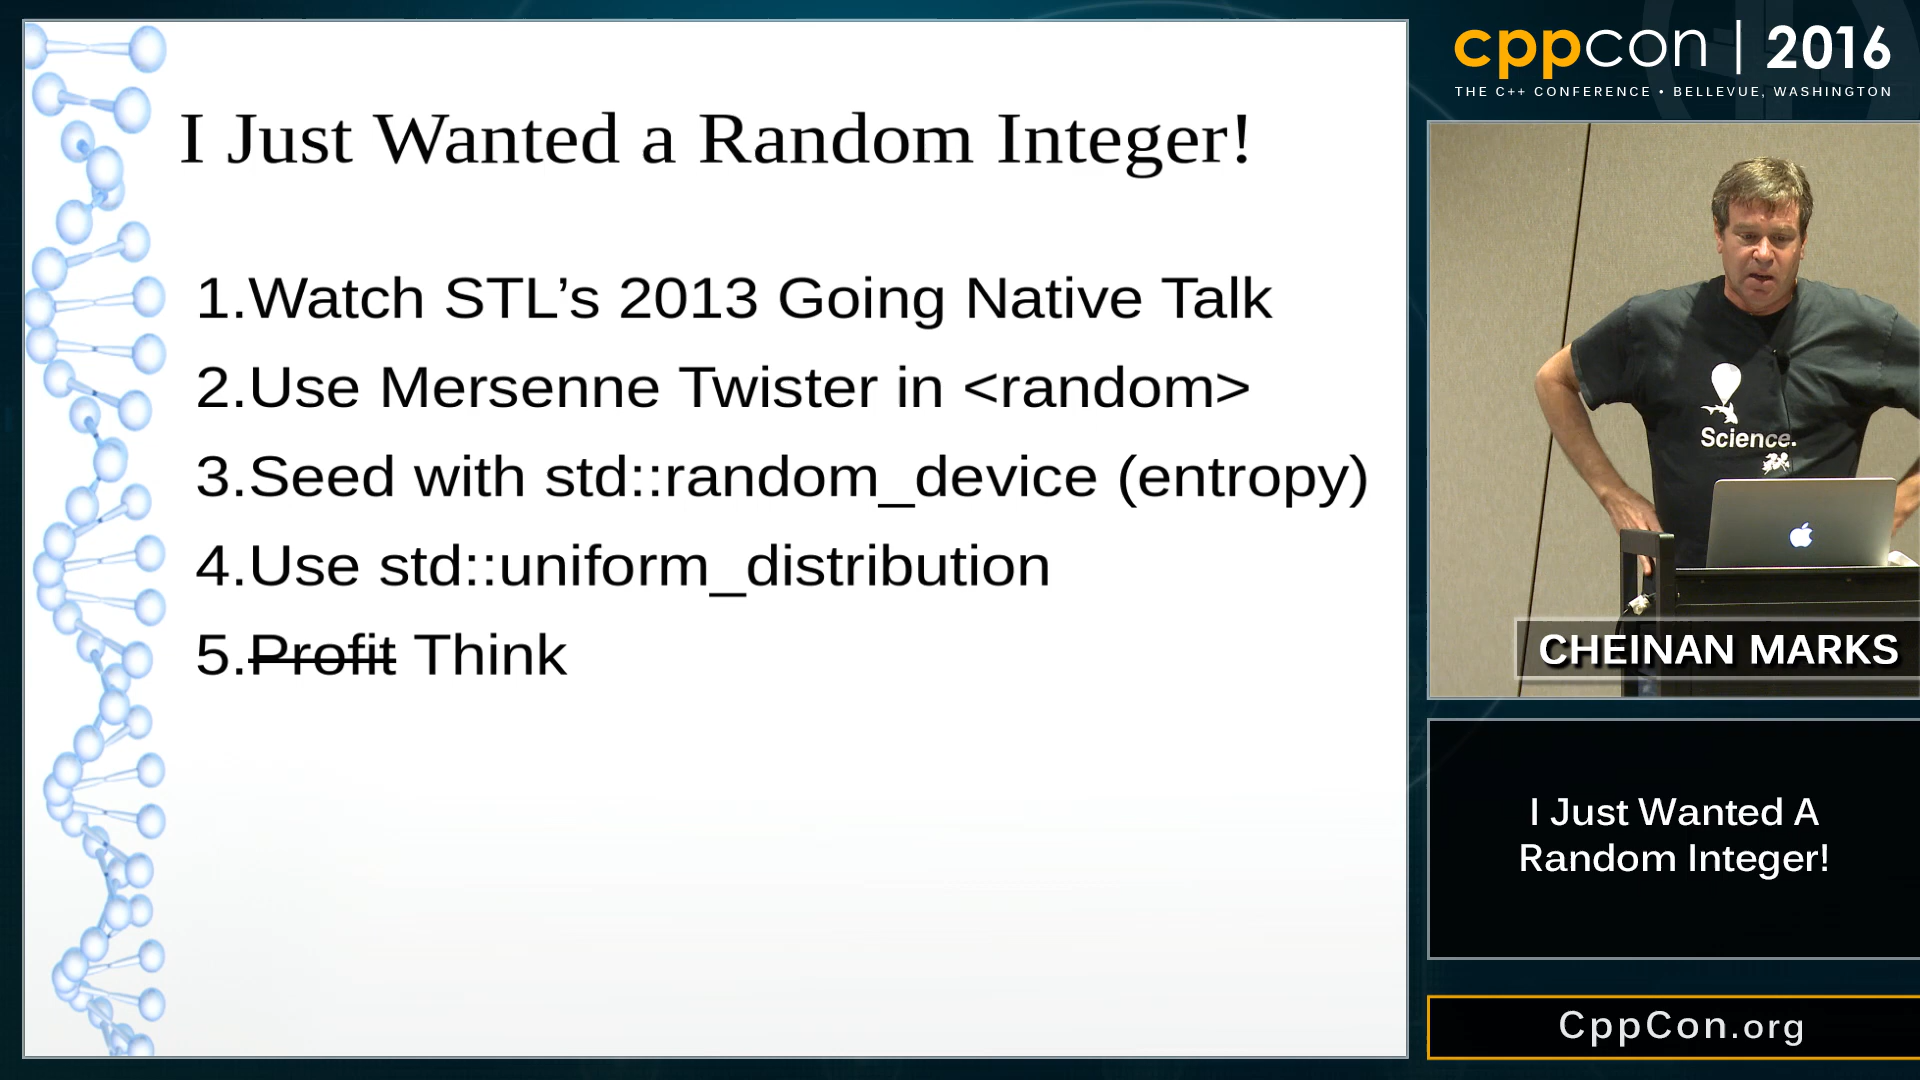 I Just Wanted a Random Integer!
1.Watch STL’s 2013 Going Native Talk
2.Use Mersenne Twister in <random>
3.Seed with std::random_device (entropy)
4.Use std::uniform_distribution
5.Profit Think
cppcon | 2016
THE C++ CONFERENCE • BELLEVUE, WASHINGTON
Science.
CHEINAN MARKS
I Just Wanted A
Random Integer!
CppCon.org